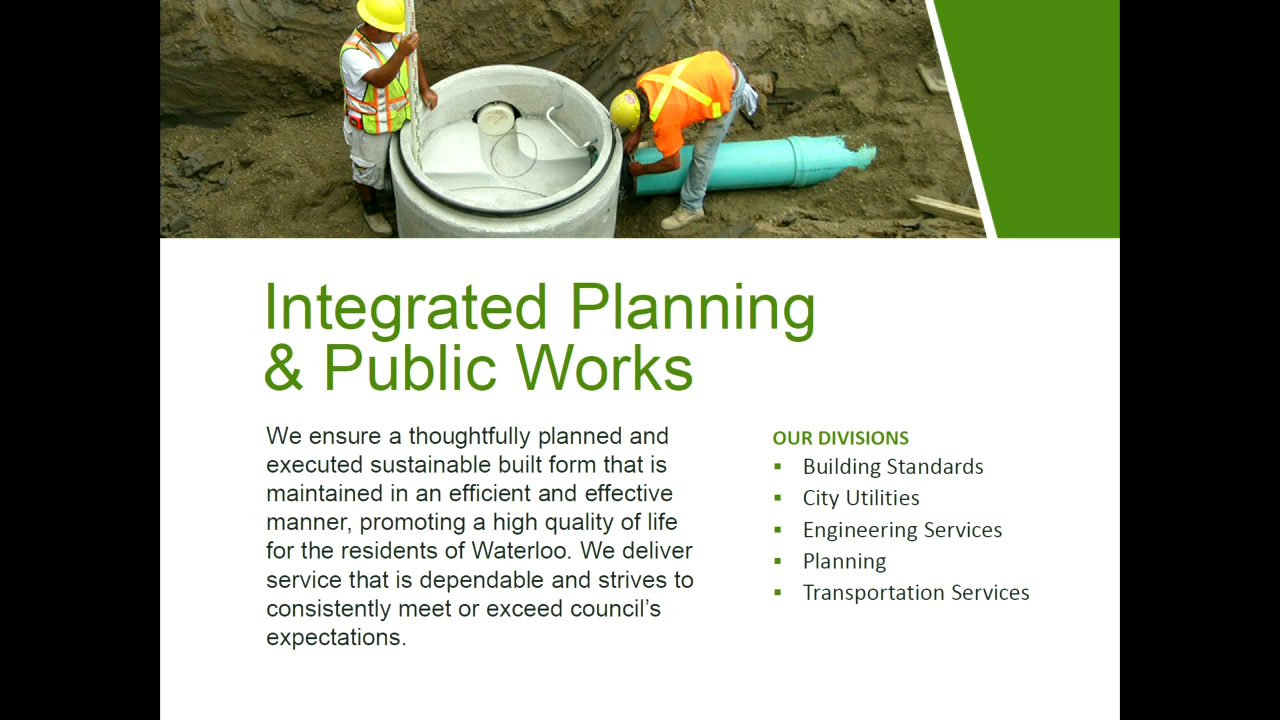 Integrated Planning
& Public Works
We ensure a thoughtfully planned and
executed sustainable built form that is
maintained in an efficient and effective
manner, promoting a high quality of life
for the residents of Waterloo. We deliver
service that is dependable and strives to
consistently meet or exceed council’s
expectations.
OUR DIVISIONS
▪ Building Standards
▪ City Utilities
▪ Engineering Services
▪ Planning
▪ Transportation Services